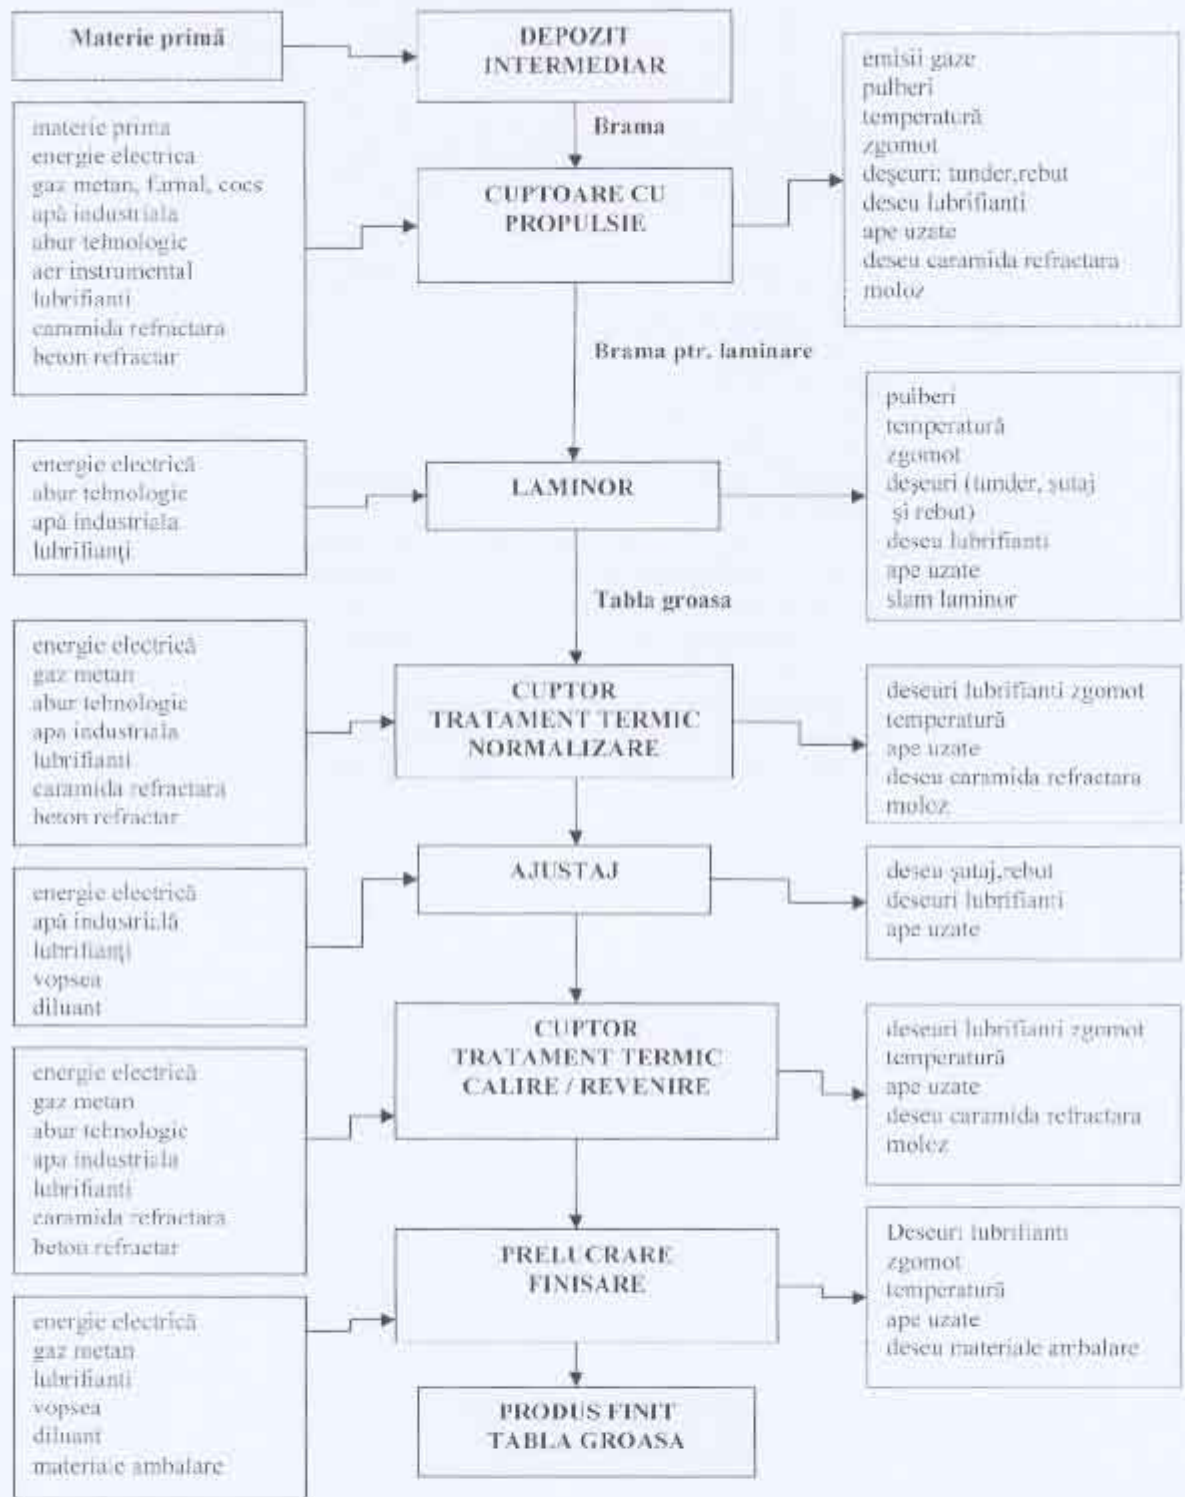 Materie primă
DEPOZIT
INTERMEDIAR
Brama
materie prima
energie electrica
gaz metan, furnal, cocs
apă industriala
abur tehnologic
aer instrumental
lubrifianti
caramida refractara
beton refractar
CUPTOARE CU
PROPULSIE
emisii gaze
pulberi
temperatură
zgomot
deşeuri: tunder,rebut
deseu lubrifianti
ape uzate
deseu caramida refractara
moloz
Brama ptr. laminare
energie electrică
abur tehnologic
apă industriala
lubrifianţi
LAMINOR
pulberi
temperatură
zgomot
deşeuri (tunder, şutaj
şi rebut)
deseu lubrifianti
ape uzate
slam laminor
Tabla groasa
energie electrică
gaz metan
abur tehnologic
apa industriala
lubrifianti
caramida refractara
beton refractar
CUPTOR
TRATAMENT TERMIC
NORMALIZARE
deseuri lubrifianti zgomot
temperatură
ape uzate
deseu caramida refractara
moloz
energie electrică
apă industrială
lubrifianţi
vopsea
diluant
AJUSTAJ
deseu şutaj,rebut
deseuri lubrifianti
ape uzate
energie electrică
gaz metan
abur tehnologic
apa industriala
lubrifianti
caramida refractara
beton refractar
CUPTOR
TRATAMENT TERMIC
CALIRE / REVENIRE
deseuri lubrifianti zgomot
temperatură
ape uzate
deseu caramida refractara
moloz
energie electrică
gaz metan
lubrifianti
vopsea
diluant
materiale ambalare
PRELUCRARE
FINISARE
Deseuri lubrifianti
zgomot
temperatură
ape uzate
deseu materiale ambalare
PRODUS FINIT
TABLA GROASA